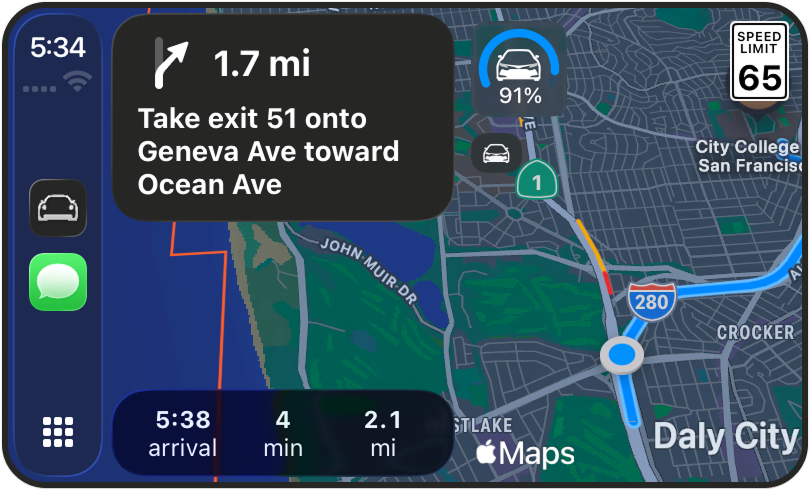 5:34
1.7 mi
Take exit 51 onto
Geneva Ave toward
Ocean Ave
91%
SPEED
LIMIT
65
City College
San Francisc
1
JOHN MUIR DR
280
CROCKER
5:38 4 2.1
arrival min mi
STLAKE
Daly City
Maps